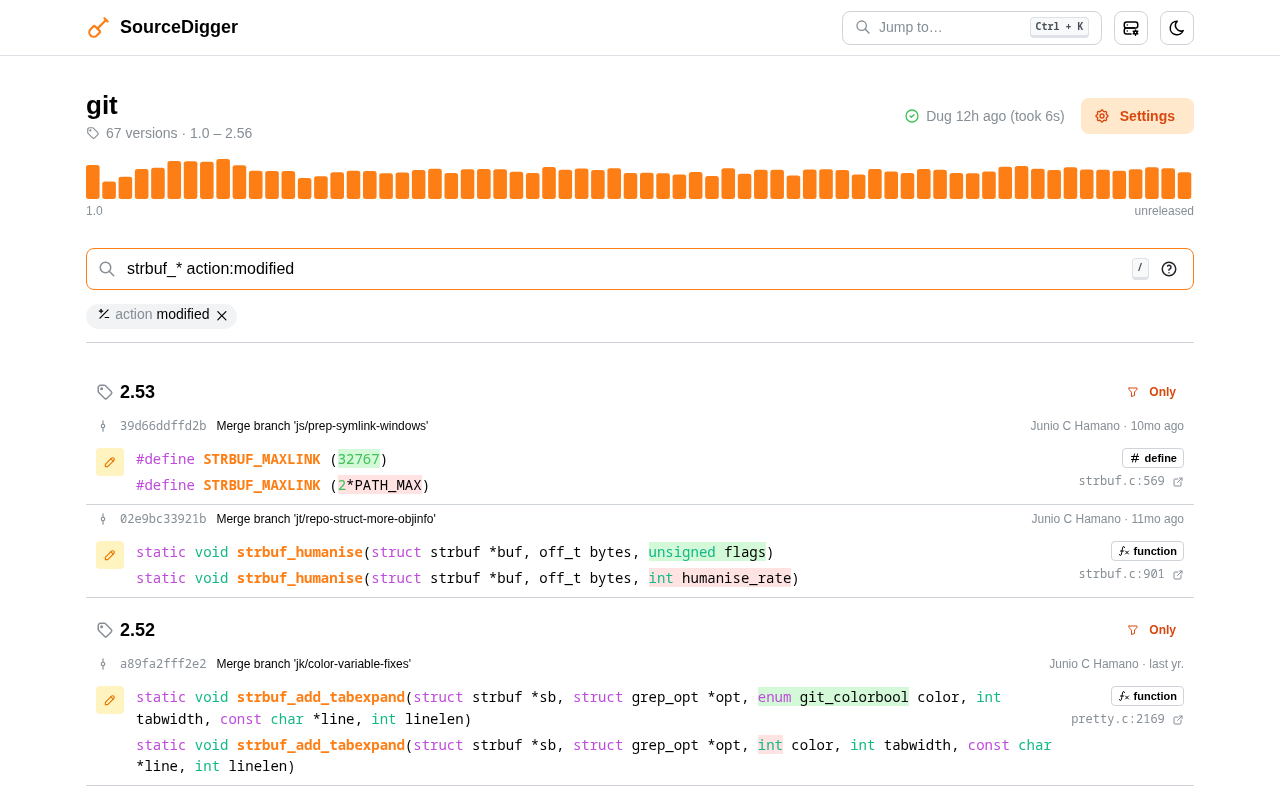 SourceDigger
Jump to…
Ctrl + K
git
67 versions · 1.0 – 2.56
Dug 12h ago (took 6s)
Settings
1.0
unreleased
strbuf_* action:modified
/
action modified
2.53
Only
39d66ddffd2b Merge branch 'js/prep-symlink-windows'
Junio C Hamano · 10mo ago
#define STRBUF_MAXLINK (32767)
# define
#define STRBUF_MAXLINK (2*PATH_MAX)
strbuf.c:569
02e9bc33921b Merge branch 'jt/repo-struct-more-objinfo'
Junio C Hamano · 11mo ago
static void strbuf_humanise(struct strbuf *buf, off_t bytes, unsigned flags)
function
static void strbuf_humanise(struct strbuf *buf, off_t bytes, int humanise_rate)
strbuf.c:901
2.52
Only
a89fa2fff2e2 Merge branch 'jk/color-variable-fixes'
Junio C Hamano · last yr.
static void strbuf_add_tabexpand(struct strbuf *sb, struct grep_opt *opt, enum git_colorbool color, int
tabwidth, const char *line, int linelen)
function
pretty.c:2169
static void strbuf_add_tabexpand(struct strbuf *sb, struct grep_opt *opt, int color, int tabwidth, const char
*line, int linelen)